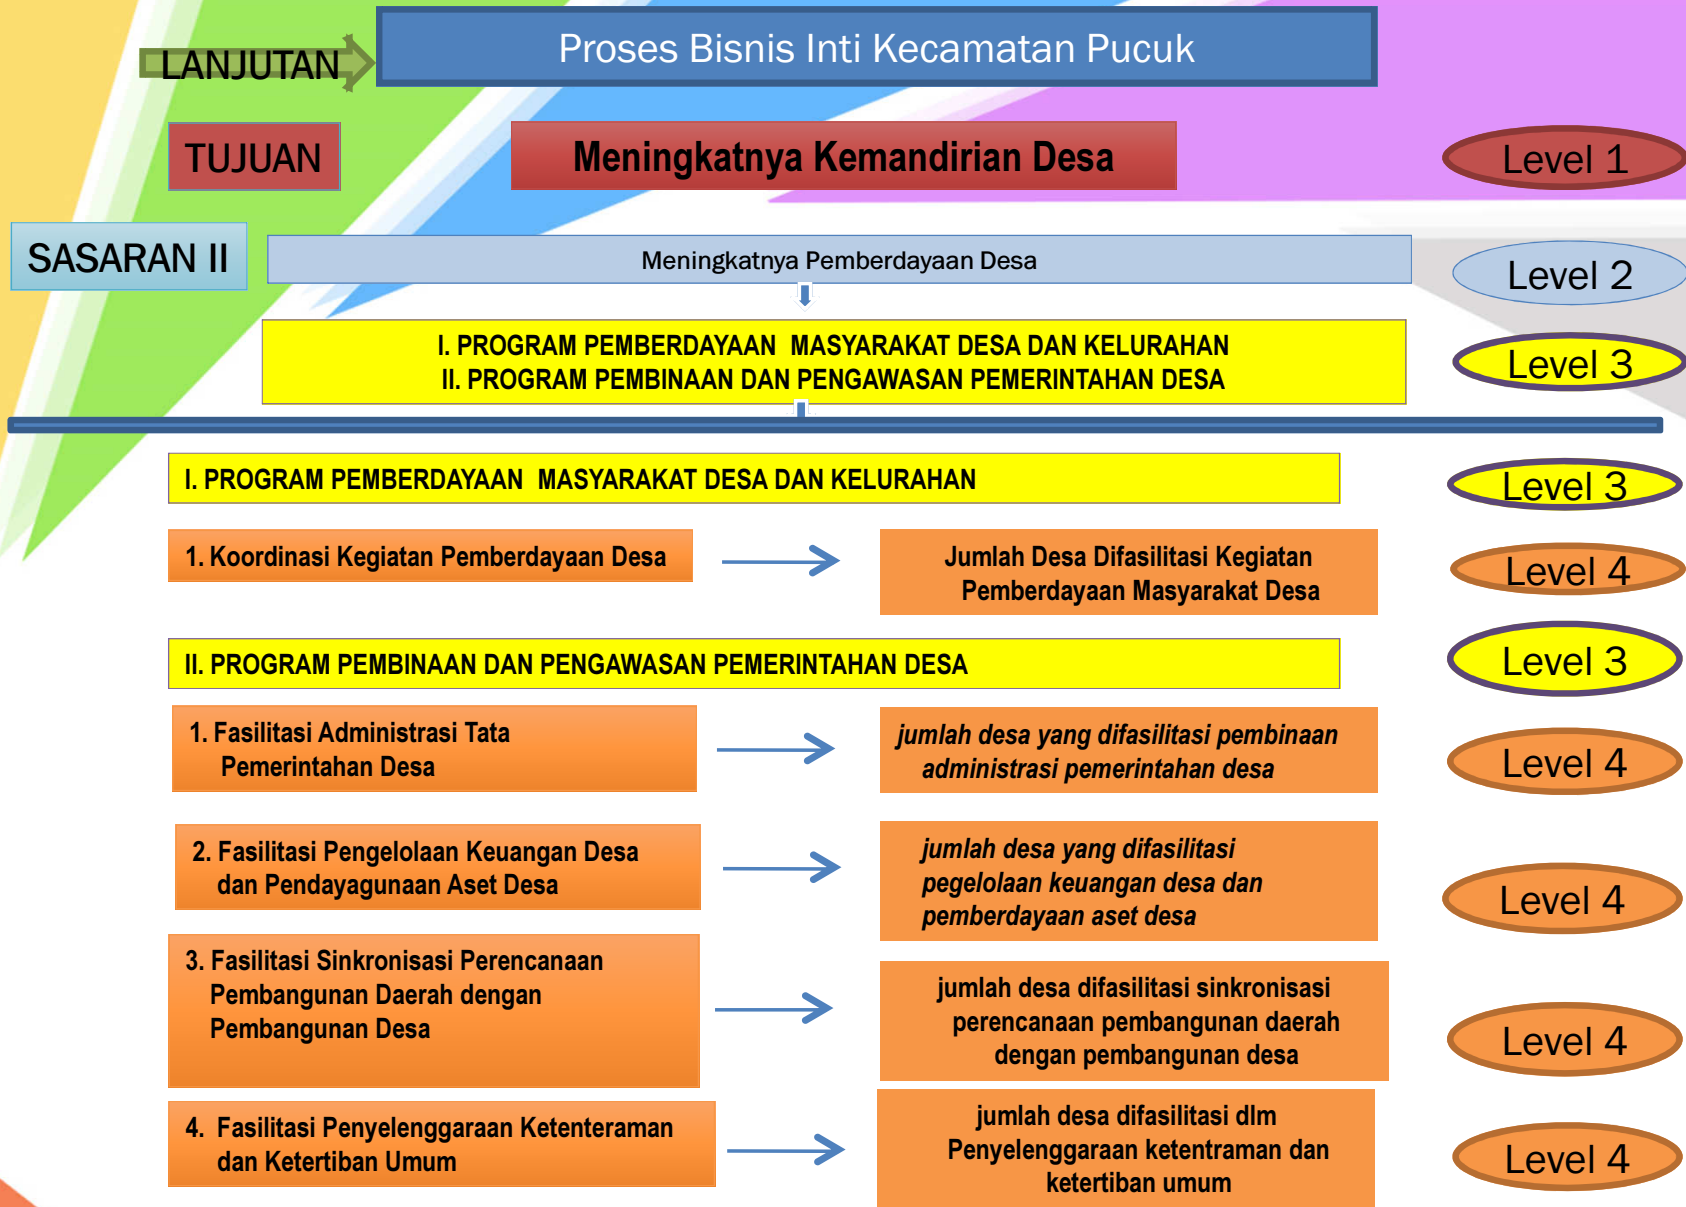 LANJUTAN
Proses Bisnis Inti Kecamatan Pucuk
TUJUAN
Meningkatnya Kemandirian Desa
Level 1
SASARAN II
Meningkatnya Pemberdayaan Desa
Level 2
I. PROGRAM PEMBERDAYAAN MASYARAKAT DESA DAN KELURAHAN
II. PROGRAM PEMBINAAN DAN PENGAWASAN PEMERINTAHAN DESA
Level 3
I. PROGRAM PEMBERDAYAAN MASYARAKAT DESA DAN KELURAHAN
Level 3
1. Koordinasi Kegiatan Pemberdayaan Desa
Jumlah Desa Difasilitasi Kegiatan
Pemberdayaan Masyarakat Desa
Level 4
II. PROGRAM PEMBINAAN DAN PENGAWASAN PEMERINTAHAN DESA
Level 3
1. Fasilitasi Administrasi Tata
Pemerintahan Desa
jumlah desa yang difasilitasi pembinaan
administrasi pemerintahan desa
Level 4
2. Fasilitasi Pengelolaan Keuangan Desa
dan Pendayagunaan Aset Desa
jumlah desa yang difasilitasi
pegelolaan keuangan desa dan
pemberdayaan aset desa
Level 4
3. Fasilitasi Sinkronisasi Perencanaan
Pembangunan Daerah dengan
Pembangunan Desa
jumlah desa difasilitasi sinkronisasi
perencanaan pembangunan daerah
dengan pembangunan desa
Level 4
4. Fasilitasi Penyelenggaraan Ketenteraman
dan Ketertiban Umum
jumlah desa difasilitasi dlm
Penyelenggaraan ketentraman dan
ketertiban umum
Level 4